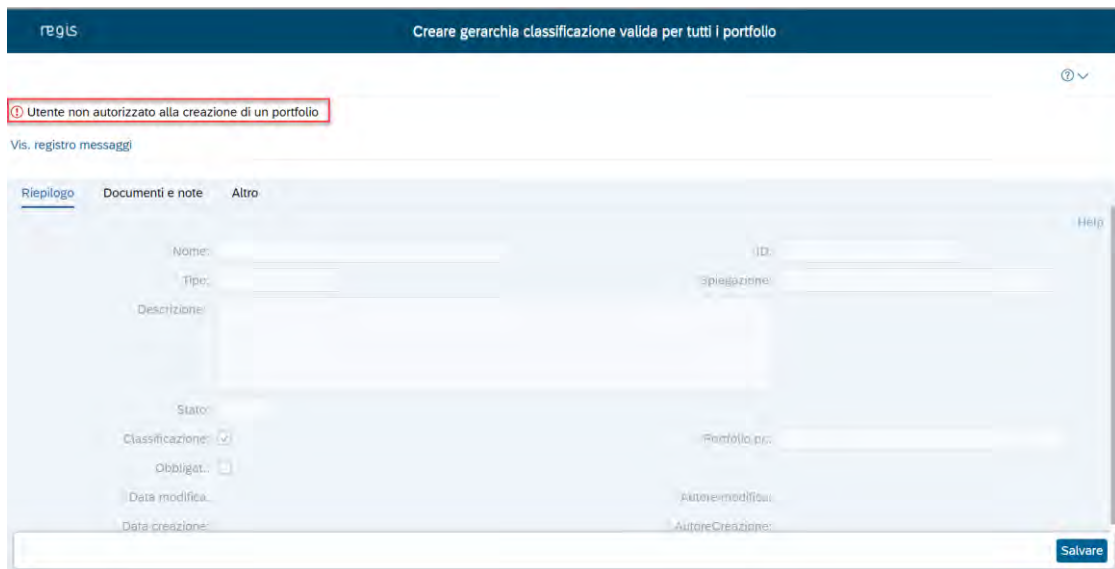 regis
Creare gerarchia classificazione valida per tutti i portfolio
Utente non autorizzato alla creazione di un portfolio
Vis. registro messaggi
Riepilogo Documenti e note Altro
Help
Nome: ID:
Tipo: Spiegazione:
Descrizione:
Stato:
Classificazione: Portfolio pr.:
Obbligat.:
Data modifica: Autore modifica:
Data creazione: AutoreCreazione:
Salvare